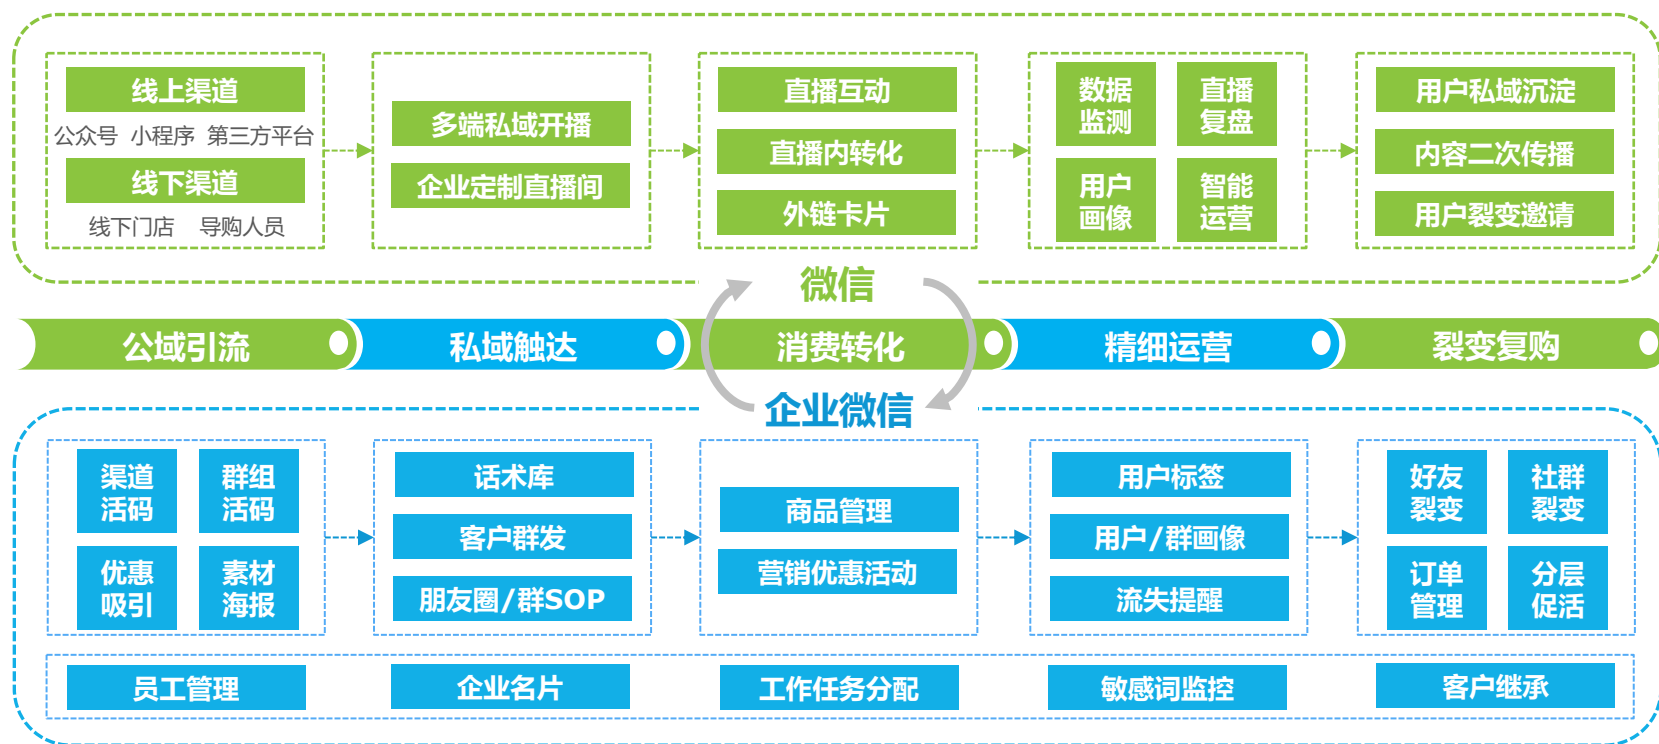 线上渠道
公众号 小程序 第三方平台
线下渠道
线下门店 导购人员
多端私域开播
企业定制直播间
直播互动
直播内转化
外链卡片
数据
监测
直播
复盘
用户
画像
智能
运营
用户私域沉淀
内容二次传播
用户裂变邀请
微信
公域引流
私域触达
消费转化
精细运营
裂变复购
企业微信
渠道
活码
群组
活码
优惠
吸引
素材
海报
话术库
客户群发
朋友圈/群SOP
商品管理
营销优惠活动
用户标签
用户/群画像
流失提醒
好友
裂变
社群
裂变
订单
管理
分层
促活
员工管理
企业名片
工作任务分配
敏感词监控
客户继承